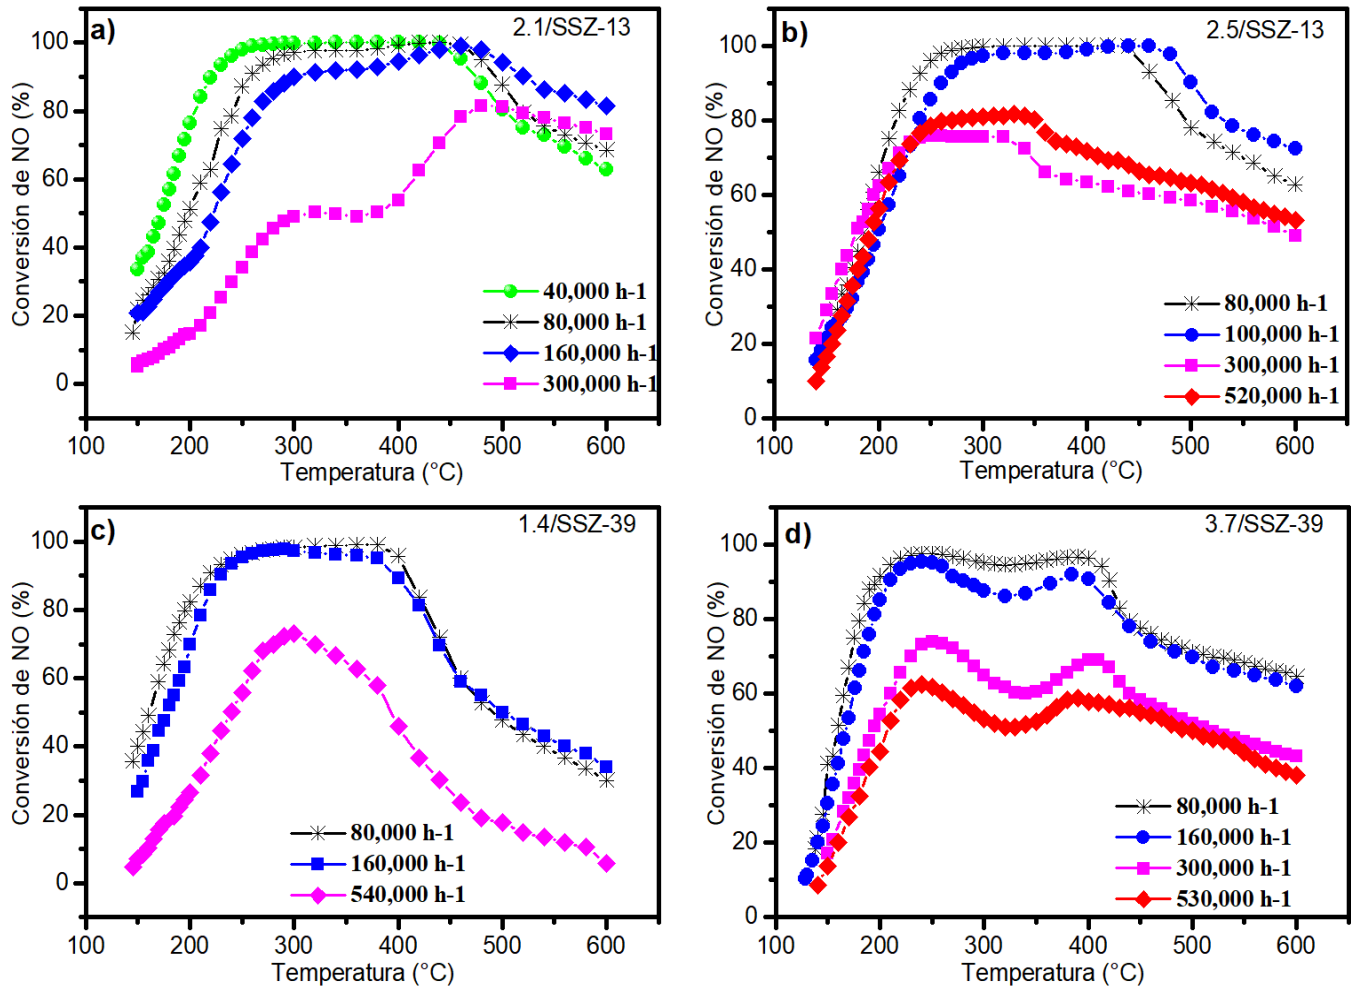 a)
2.1/SSZ-13
Conversión de NO (%)
100
80
60
40
20
0
40,000 h-1
80,000 h-1
160,000 h-1
300,000 h-1
100 200 300 400 500 600
Temperatura (°C)
b)
2.5/SSZ-13
Conversión de NO (%)
100
80
60
40
20
0
80,000 h-1
100,000 h-1
300,000 h-1
520,000 h-1
100 200 300 400 500 600
Temperatura (°C)
c)
1.4/SSZ-39
Conversión de NO (%)
100
80
60
40
20
0
80,000 h-1
160,000 h-1
540,000 h-1
100 200 300 400 500 600
Temperatura (°C)
d)
3.7/SSZ-39
Conversión de NO (%)
100
80
60
40
20
0
80,000 h-1
160,000 h-1
300,000 h-1
530,000 h-1
100 200 300 400 500 600
Temperatura (°C)